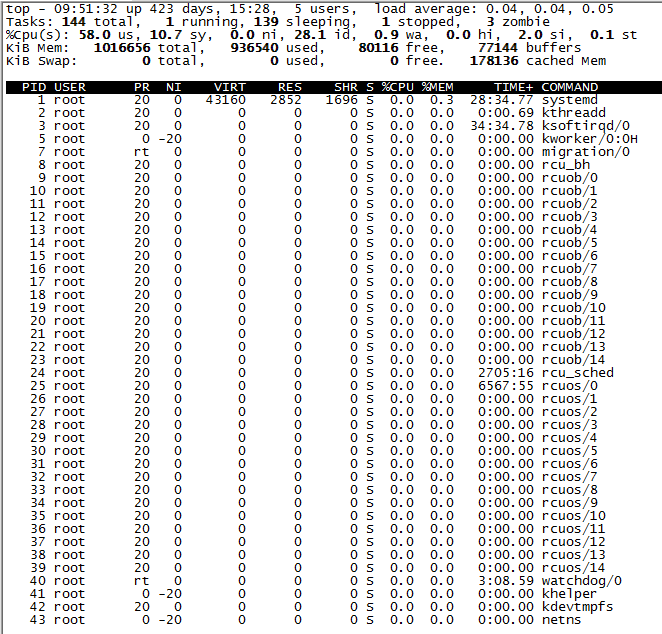 top - 09:51:32 up 423 days, 15:28,  5 users,  load average: 0.04, 0.04, 0.05
Tasks: 144 total,   1 running, 139 sleeping,   1 stopped,   3 zombie
%Cpu(s): 58.0 us, 10.7 sy,  0.0 ni, 28.1 id,  0.9 wa,  0.0 hi,  2.0 si,  0.1 st
KiB Mem:   1016656 total,   936540 used,    80116 free,    77144 buffers
KiB Swap:        0 total,        0 used,        0 free.   178136 cached Mem
PID USER      PR  NI    VIRT    RES    SHR S %CPU %MEM     TIME+ COMMAND
1 root      20   0   43160   2852   1696 S  0.0  0.3  28:34.77 systemd
2 root      20   0       0      0      0 S  0.0  0.0   0:00.69 kthreadd
3 root      20   0       0      0      0 S  0.0  0.0  34:34.78 ksoftirqd/0
5 root       0 -20       0      0      0 S  0.0  0.0   0:00.00 kworker/0:0H
7 root      rt   0       0      0      0 S  0.0  0.0   0:00.00 migration/0
8 root      20   0       0      0      0 S  0.0  0.0   0:00.00 rcu_bh
9 root      20   0       0      0      0 S  0.0  0.0   0:00.00 rcuob/0
10 root      20   0       0      0      0 S  0.0  0.0   0:00.00 rcuob/1
11 root      20   0       0      0      0 S  0.0  0.0   0:00.00 rcuob/2
12 root      20   0       0      0      0 S  0.0  0.0   0:00.00 rcuob/3
13 root      20   0       0      0      0 S  0.0  0.0   0:00.00 rcuob/4
14 root      20   0       0      0      0 S  0.0  0.0   0:00.00 rcuob/5
15 root      20   0       0      0      0 S  0.0  0.0   0:00.00 rcuob/6
16 root      20   0       0      0      0 S  0.0  0.0   0:00.00 rcuob/7
17 root      20   0       0      0      0 S  0.0  0.0   0:00.00 rcuob/8
18 root      20   0       0      0      0 S  0.0  0.0   0:00.00 rcuob/9
19 root      20   0       0      0      0 S  0.0  0.0   0:00.00 rcuob/10
20 root      20   0       0      0      0 S  0.0  0.0   0:00.00 rcuob/11
21 root      20   0       0      0      0 S  0.0  0.0   0:00.00 rcuob/12
22 root      20   0       0      0      0 S  0.0  0.0   0:00.00 rcuob/13
23 root      20   0       0      0      0 S  0.0  0.0   0:00.00 rcuob/14
24 root      20   0       0      0      0 S  0.0  0.0   2705:16 rcu_sched
25 root      20   0       0      0      0 S  0.0  0.0   6567:55 rcuos/0
26 root      20   0       0      0      0 S  0.0  0.0   0:00.00 rcuos/1
27 root      20   0       0      0      0 S  0.0  0.0   0:00.00 rcuos/2
28 root      20   0       0      0      0 S  0.0  0.0   0:00.00 rcuos/3
29 root      20   0       0      0      0 S  0.0  0.0   0:00.00 rcuos/4
30 root      20   0       0      0      0 S  0.0  0.0   0:00.00 rcuos/5
31 root      20   0       0      0      0 S  0.0  0.0   0:00.00 rcuos/6
32 root      20   0       0      0      0 S  0.0  0.0   0:00.00 rcuos/7
33 root      20   0       0      0      0 S  0.0  0.0   0:00.00 rcuos/8
34 root      20   0       0      0      0 S  0.0  0.0   0:00.00 rcuos/9
35 root      20   0       0      0      0 S  0.0  0.0   0:00.00 rcuos/10
36 root      20   0       0      0      0 S  0.0  0.0   0:00.00 rcuos/11
37 root      20   0       0      0      0 S  0.0  0.0   0:00.00 rcuos/12
38 root      20   0       0      0      0 S  0.0  0.0   0:00.00 rcuos/13
39 root      20   0       0      0      0 S  0.0  0.0   0:00.00 rcuos/14
40 root      rt   0       0      0      0 S  0.0  0.0   3:08.59 watchdog/0
41 root       0 -20       0      0      0 S  0.0  0.0   0:00.00 khelper
42 root      20   0       0      0      0 S  0.0  0.0   0:00.00 kdevtmpfs
43 root       0 -20       0      0      0 S  0.0  0.0   0:00.00 netns